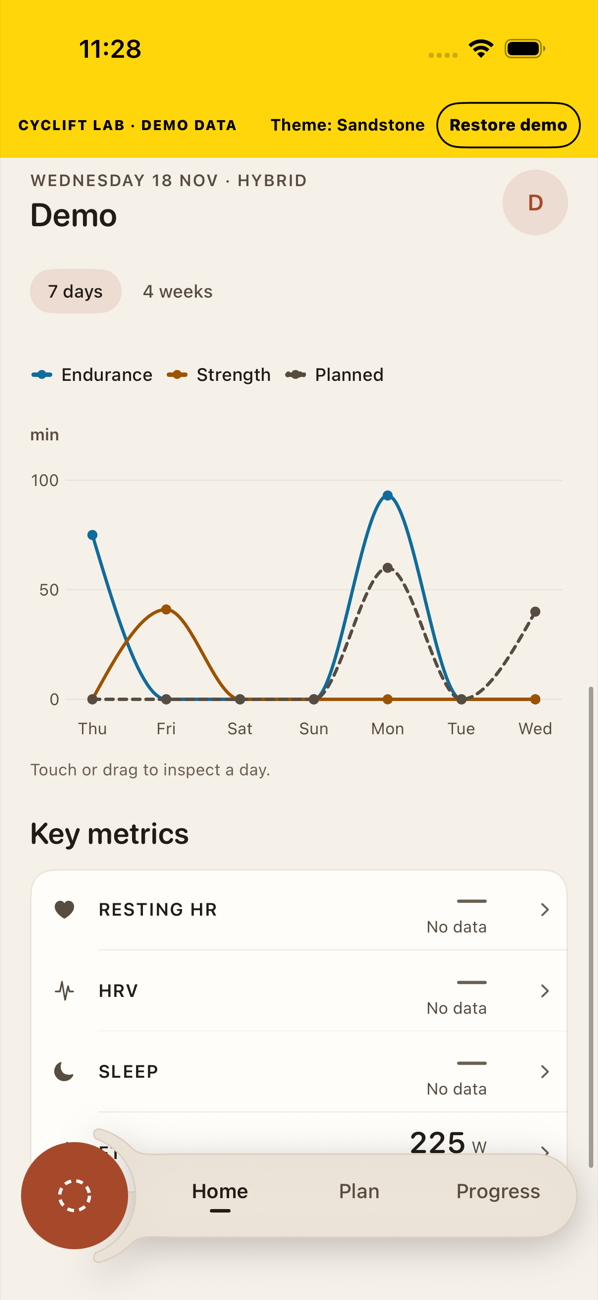 11:28
CYCLIFT LAB · DEMO DATA Theme: Sandstone Restore demo
WEDNESDAY 18 NOV · HYBRID
Demo
D
7 days 4 weeks
Endurance Strength Planned
min
100
50
0
Thu Fri Sat Sun Mon Tue Wed
Touch or drag to inspect a day.
Key metrics
RESTING HR
No data
HRV
No data
SLEEP
No data
225 W
Home Plan Progress